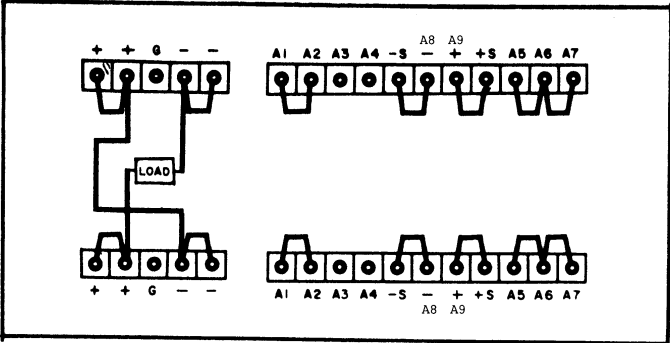 A8 A9
+ + G – – A1 A2 A3 A4 –S – + +S A5 A6 A7
LOAD
+ + G – – A1 A2 A3 A4 –S – + +S A5 A6 A7
A8 A9